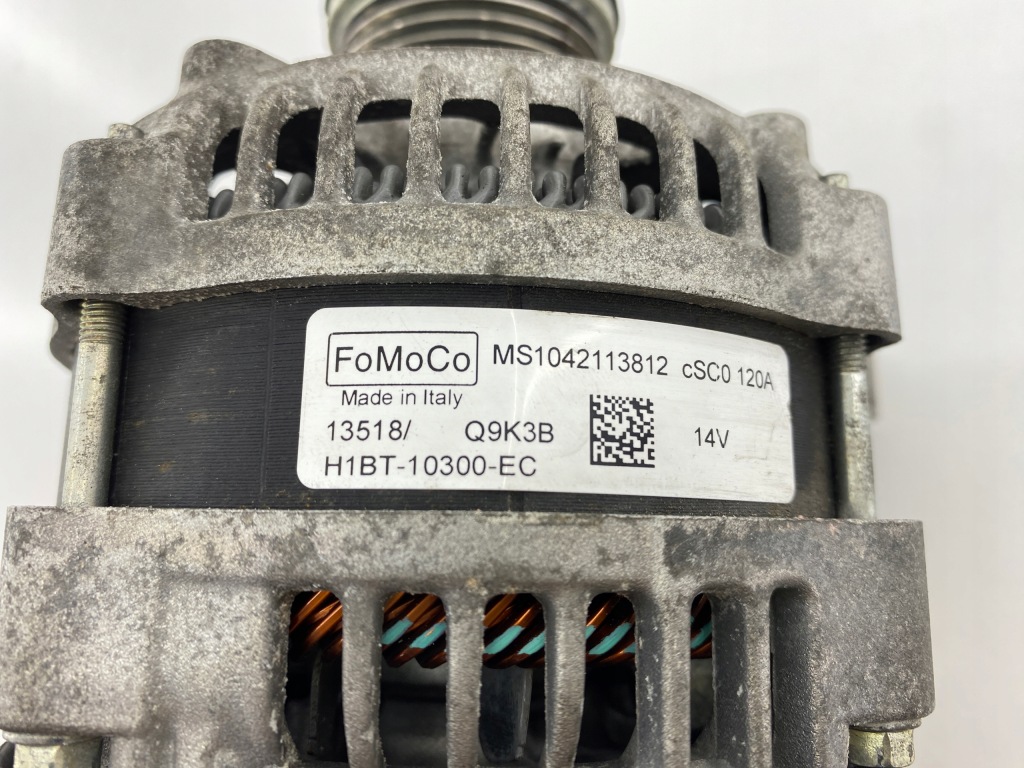 FoMoCo MS1042113812 cSC0 120A
Made in Italy
13518/ Q9K3B 14V
H1BT-10300-EC